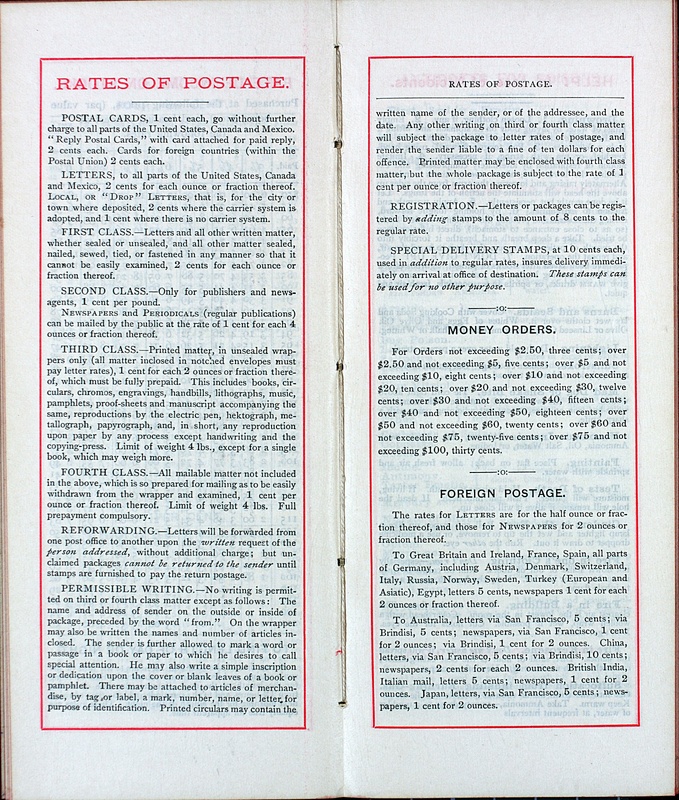 RATES OF POSTAGE.
POSTAL CARDS, 1 cent each, go without further
charge to all parts of the United States, Canada and Mexico.
"Reply Postal Cards," with card attached for paid reply,
2 cents each. Cards for foreign countries (within the
Postal Union) 2 cents each.
LETTERS, to all parts of the United States, Canada
and Mexico, 2 cents for each ounce or fraction thereof.
LOCAL, OR "DROP" LETTERS, that is, for the city or
town where deposited, 2 cents where the carrier system is
adopted, and 1 cent where there is no carrier system.
FIRST CLASS.—Letters and all other written matter,
whether sealed or unsealed, and all other matter sealed,
nailed, sewed, tied, or fastened in any manner so that it
cannot be easily examined, 2 cents for each ounce or
fraction thereof.
SECOND CLASS.—Only for publishers and news-
agents, 1 cent per pound.
NEWSPAPERS and PERIODICALS (regular publications)
can be mailed by the public at the rate of 1 cent for each 4
ounces or fraction thereof.
THIRD CLASS.—Printed matter, in unsealed wrap-
pers only (all matter inclosed in notched envelopes must
pay letter rates), 1 cent for each 2 ounces or fraction there-
of, which must be fully prepaid. This includes books, cir-
culars, chromos, engravings, handbills, lithographs, music,
pamphlets, proof-sheets and manuscript accompanying the
same, reproductions by the electric pen, hektograph, me-
tallograph, papyrograph, and, in short, any reproduction
upon paper by any process except handwriting and the
copying-press. Limit of weight 4 lbs., except for a single
book, which may weigh more.
FOURTH CLASS.—All mailable matter not included
in the above, which is so prepared for mailing as to be easily
withdrawn from the wrapper and examined, 1 cent per
ounce or fraction thereof. Limit of weight 4 lbs. Full
prepayment compulsory.
REFORWARDING.—Letters will be forwarded from
one post office to another upon the written request of the
person addressed, without additional charge; but un-
claimed packages cannot be returned to the sender until
stamps are furnished to pay the return postage.
PERMISSIBLE WRITING.—No writing is permit-
ted on third or fourth class matter except as follows: The
name and address of sender on the outside or inside of
package, preceded by the word "from." On the wrapper
may also be written the names and number of articles in-
closed. The sender is further allowed to mark a word or
passage in a book or paper to which he desires to call
special attention. He may also write a simple inscription
or dedication upon the cover or blank leaves of a book or
pamphlet. There may be attached to articles of merchan-
dise, by tag or label, a mark, number, name, or letter, for
purpose of identification. Printed circulars may contain the
RATES OF POSTAGE.
written name of the sender, or of the addressee, and the
date. Any other writing on third or fourth class matter
will subject the package to letter rates of postage, and
render the sender liable to a fine of ten dollars for each
offence. Printed matter may be enclosed with fourth class
matter, but the whole package is subject to the rate of 1
cent per ounce or fraction thereof.
REGISTRATION.—Letters or packages can be regis-
tered by adding stamps to the amount of 8 cents to the
regular rate.
SPECIAL DELIVERY STAMPS, at 10 cents each,
used in addition to regular rates, insures delivery immedi-
ately on arrival at office of destination. These stamps can
be used for no other purpose.
:o:
MONEY ORDERS.
For Orders not exceeding $2.50, three cents; over
$2.50 and not exceeding $5, five cents; over $5 and not
exceeding $10, eight cents; over $10 and not exceeding
$20, ten cents; over $20 and not exceeding $30, twelve
cents; over $30 and not exceeding $40, fifteen cents;
over $40 and not exceeding $50, eighteen cents; over
$50 and not exceeding $60, twenty cents; over $60 and
not exceeding $75, twenty-five cents; over $75 and not
exceeding $100, thirty cents.
:o:
FOREIGN POSTAGE.
The rates for LETTERS are for the half ounce or frac-
tion thereof, and those for NEWSPAPERS for 2 ounces or
fraction thereof.
To Great Britain and Ireland, France, Spain, all parts
of Germany, including Austria, Denmark, Switzerland,
Italy, Russia, Norway, Sweden, Turkey (European and
Asiatic), Egypt, letters 5 cents, newspapers 1 cent for each
2 ounces or fraction thereof.
To Australia, letters via San Francisco, 5 cents; via
Brindisi, 5 cents; newspapers, via San Francisco, 1 cent
for 2 ounces; via Brindisi, 1 cent for 2 ounces. China,
letters, via San Francisco, 5 cents; via Brindisi, 10 cents;
newspapers, 2 cents for each 2 ounces. British India,
Italian mail, letters 5 cents; newspapers, 1 cent for 2
ounces. Japan, letters, via San Francisco, 5 cents; news-
papers, 1 cent for 2 ounces.